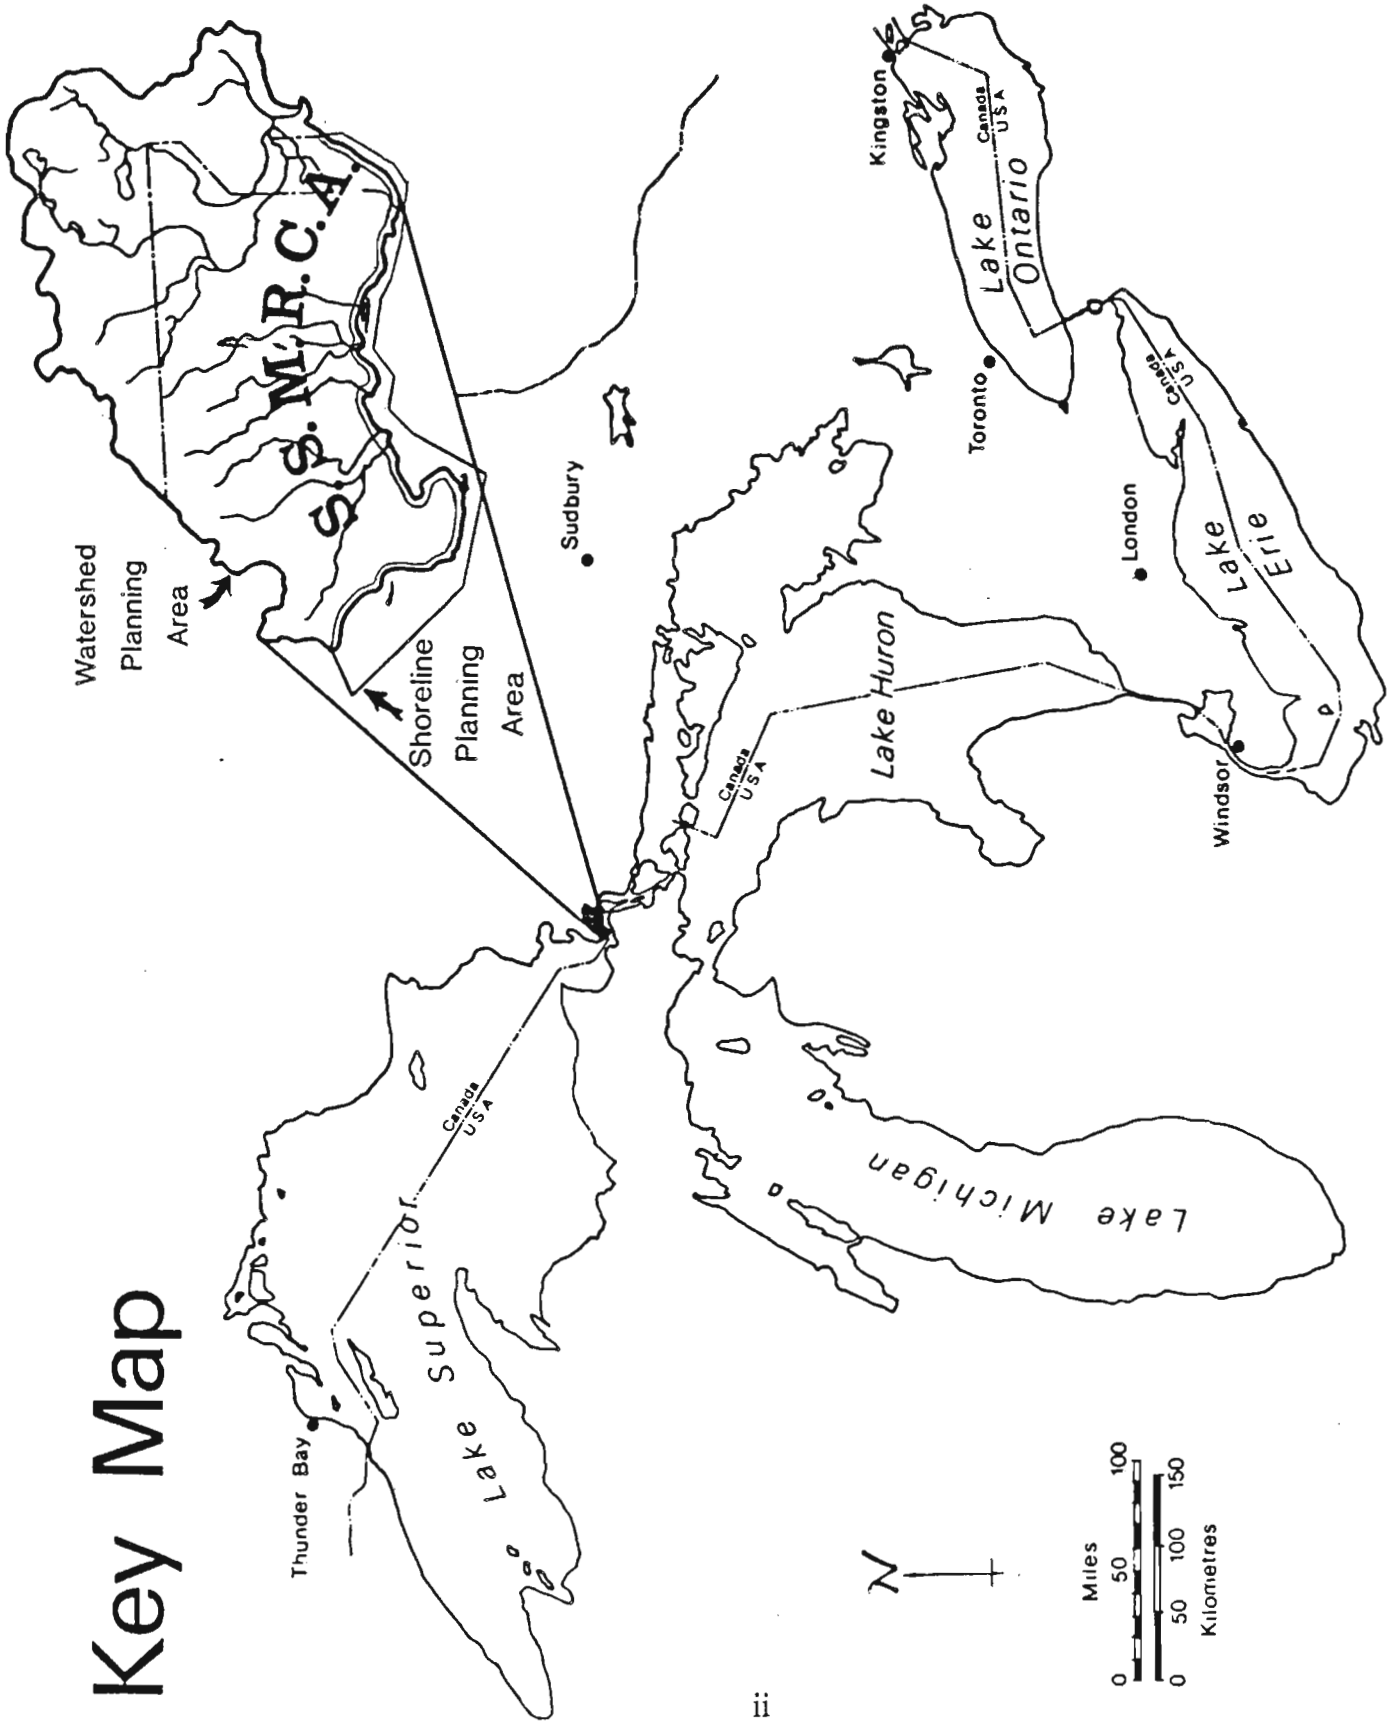 Key Map
Watershed
Planning
Area
S. S. M. R. C. A.
Shoreline
Planning
Area
Thunder Bay
Lake Superior
Canada
USA
Sudbury
Canada
USA
Lake Huron
Lake Michigan
Kingston
Canada
USA
Lake
Ontario
Toronto
Canada
USA
London
Lake
Erie
Windsor
N
Miles
0 50 100
0 50 100 150
Kilometres
ii